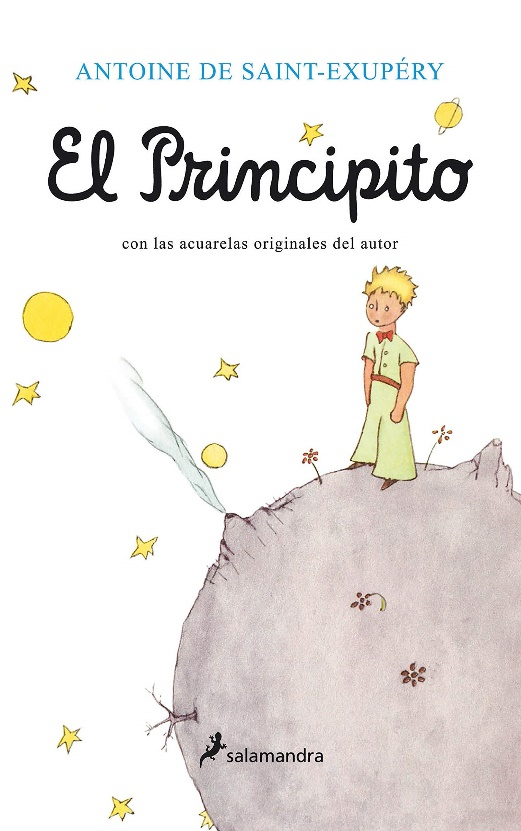 ANTOINE DE SAINT-EXUPÉRY
El Principito
con las acuarelas originales del autor
salamandra